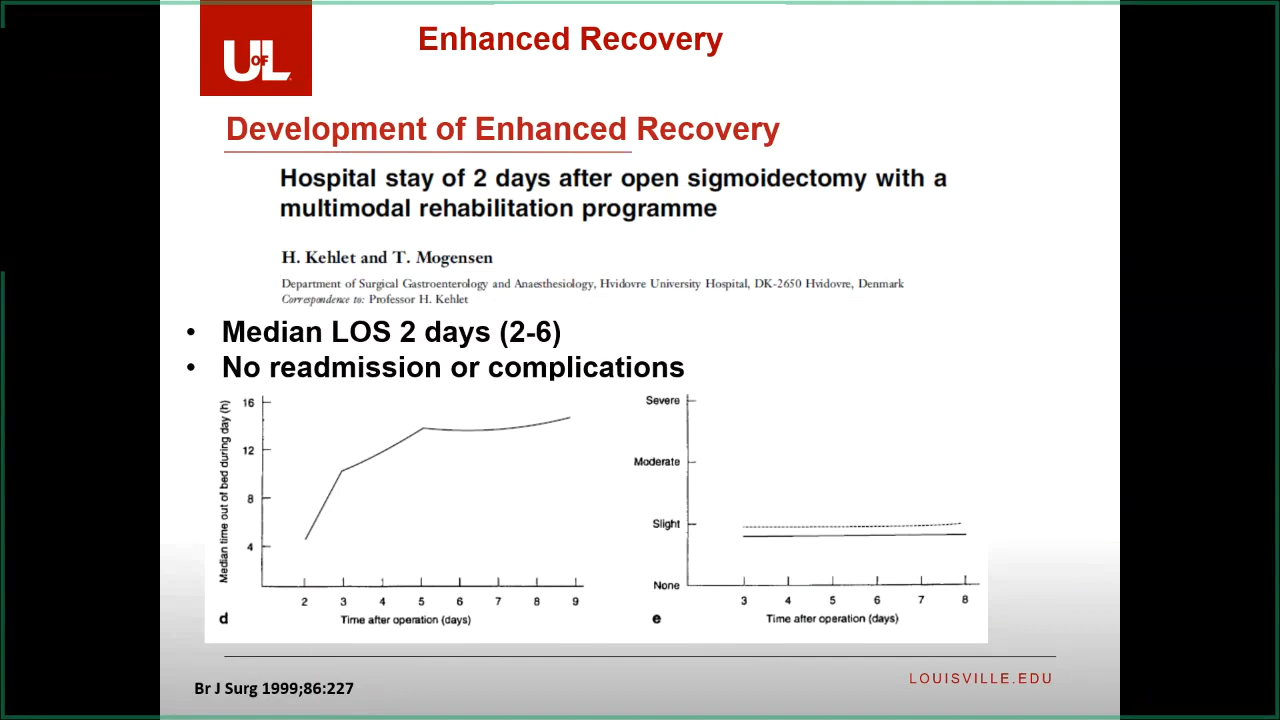 UofL
Enhanced Recovery
Development of Enhanced Recovery
Hospital stay of 2 days after open sigmoidectomy with a
multimodal rehabilitation programme
H. Kehlet and T. Mogensen
Department of Surgical Gastroenterology and Anaesthesiology, Hvidovre University Hospital, DK-2650 Hvidovre, Denmark
Correspondence to: Professor H. Kehlet
• Median LOS 2 days (2-6)
• No readmission or complications
Median time out of bed during day (h)
16
12
8
4
2 3 4 5 6 7 8 9
Time after operation (days)
d
Severe
Moderate
Slight
None
3 4 5 6 7 8
Time after operation (days)
e
Br J Surg 1999;86:227
LOUISVILLE.EDU